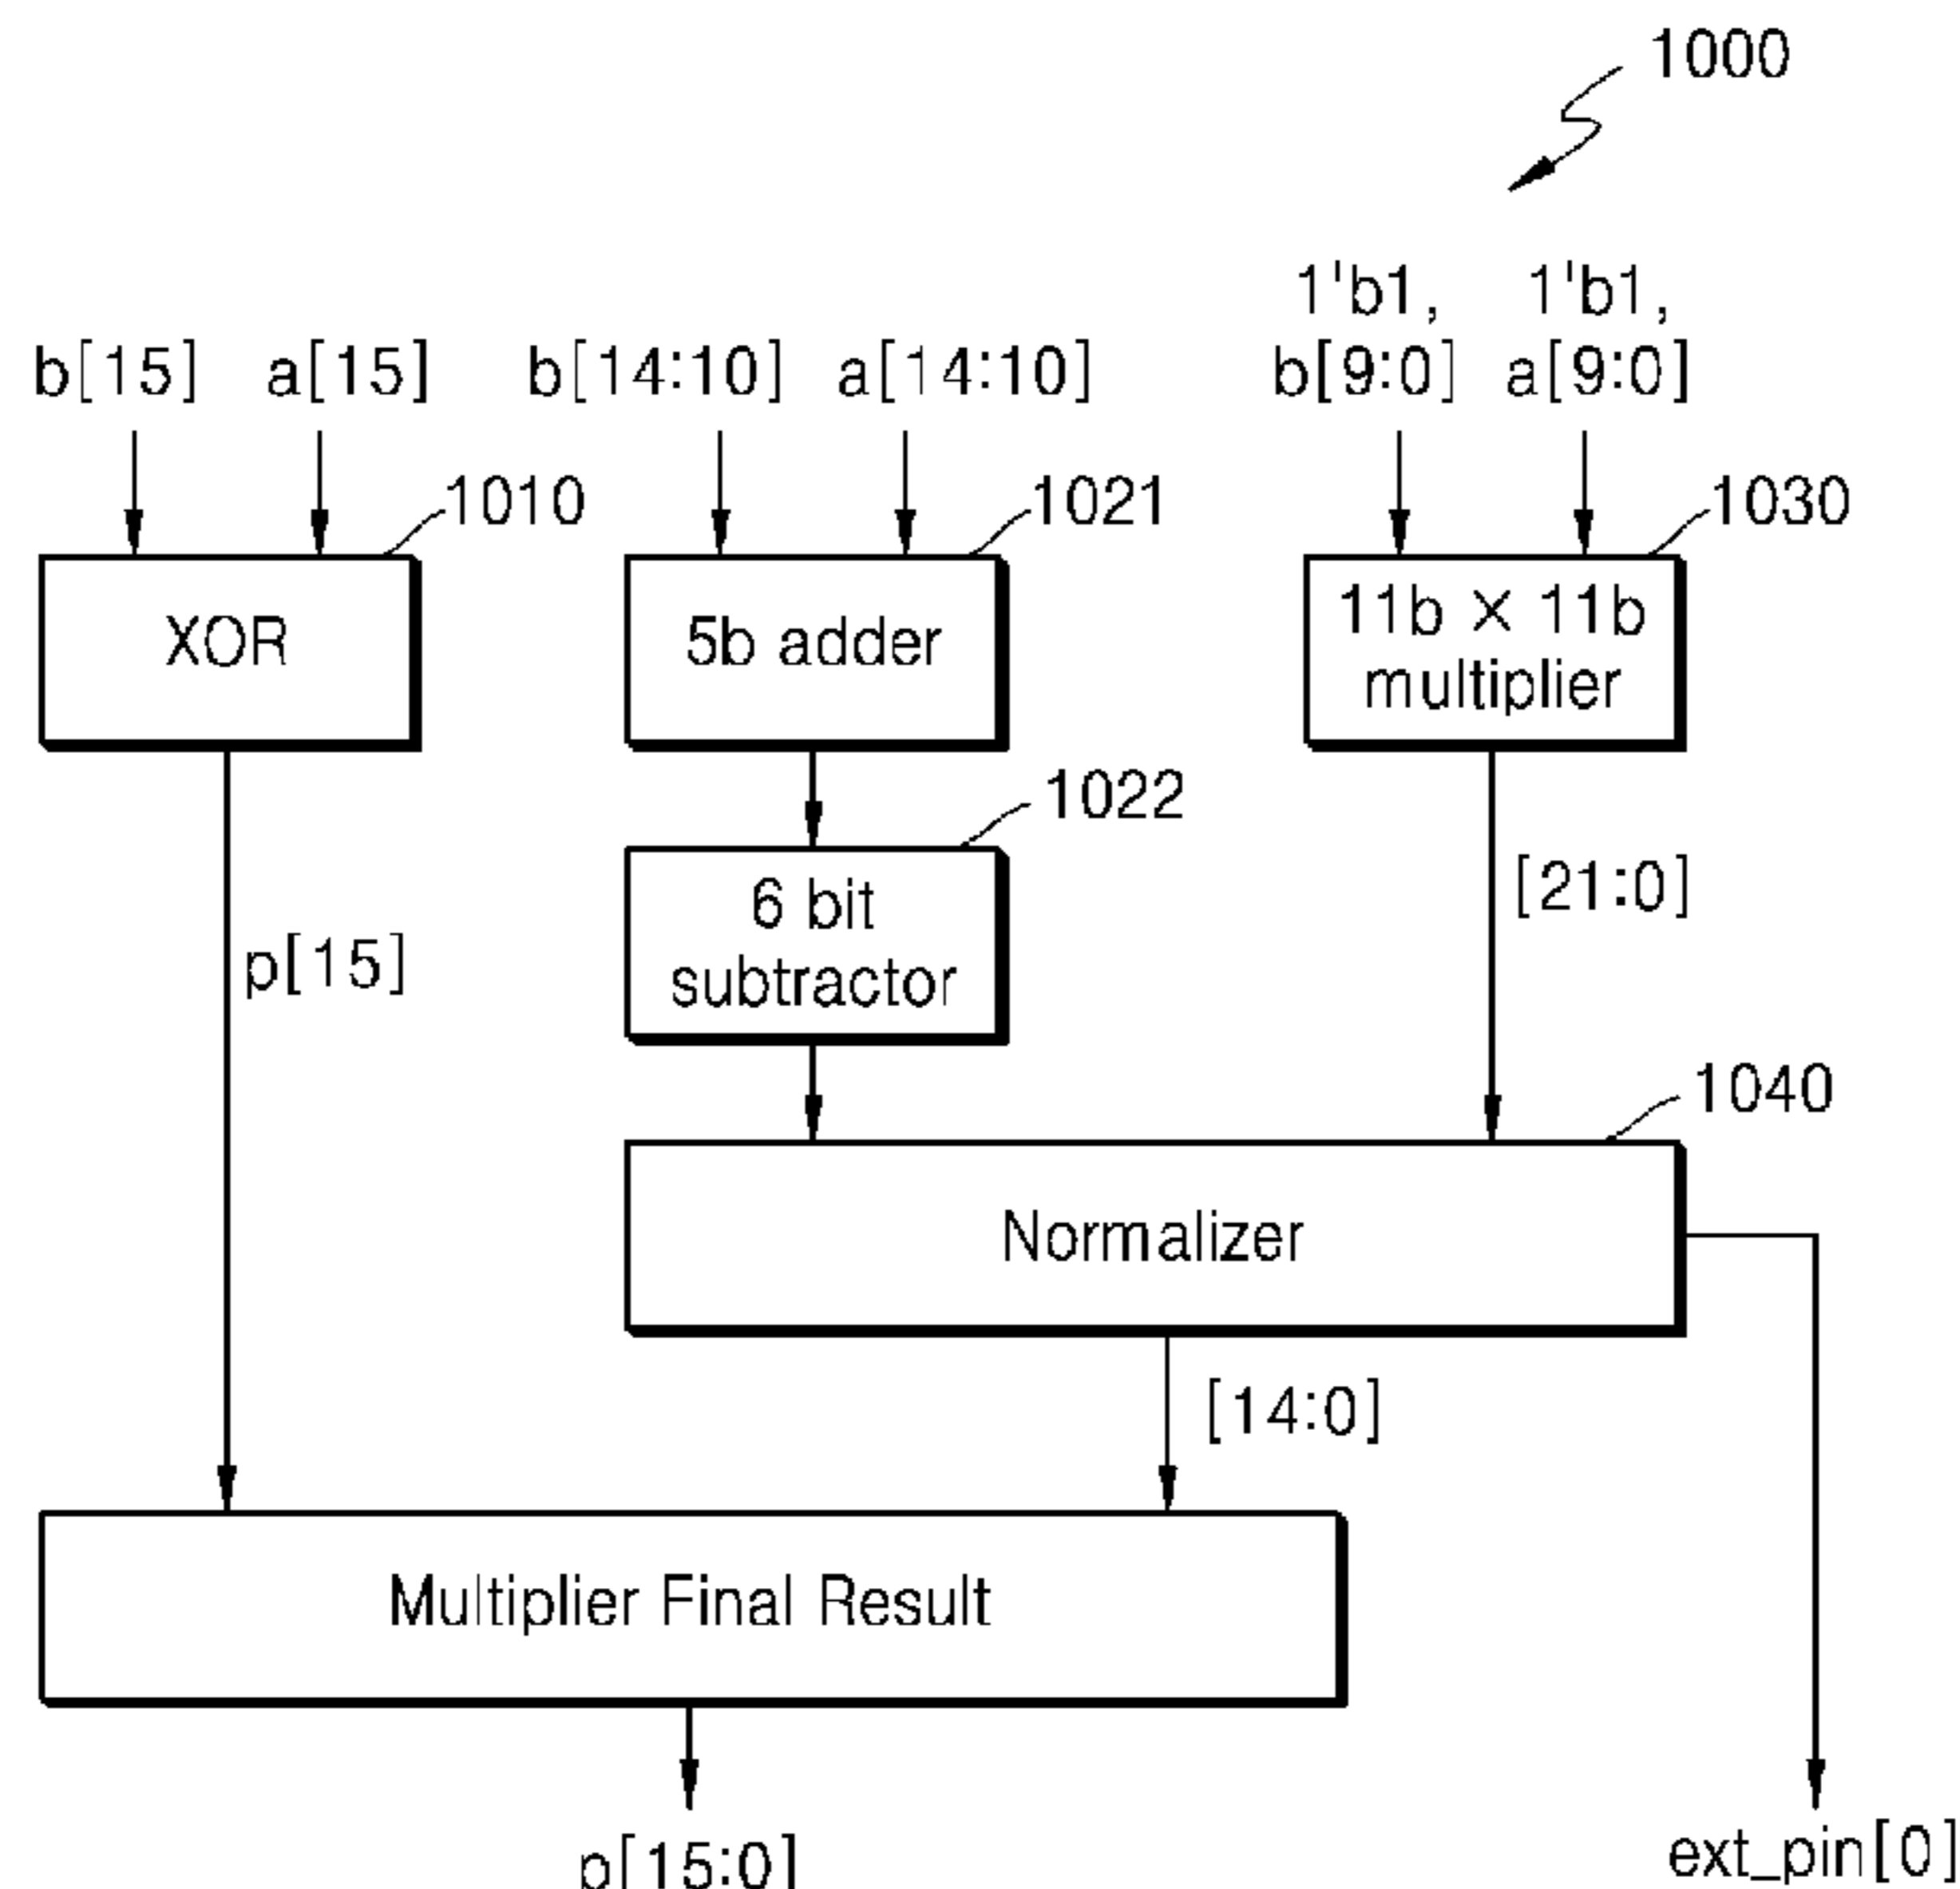 1000
1'b1, 1'b1,
b[15] a[15] b[14:10] a[14:10] b[9:0] a[9:0]
1010 1021 1030
XOR 5b adder 11b × 11b
multiplier
1022
6 bit
subtractor
[21:0]
p[15]
1040
Normalizer
[14:0]
Multiplier Final Result
p[15:0] ext_pin[0]